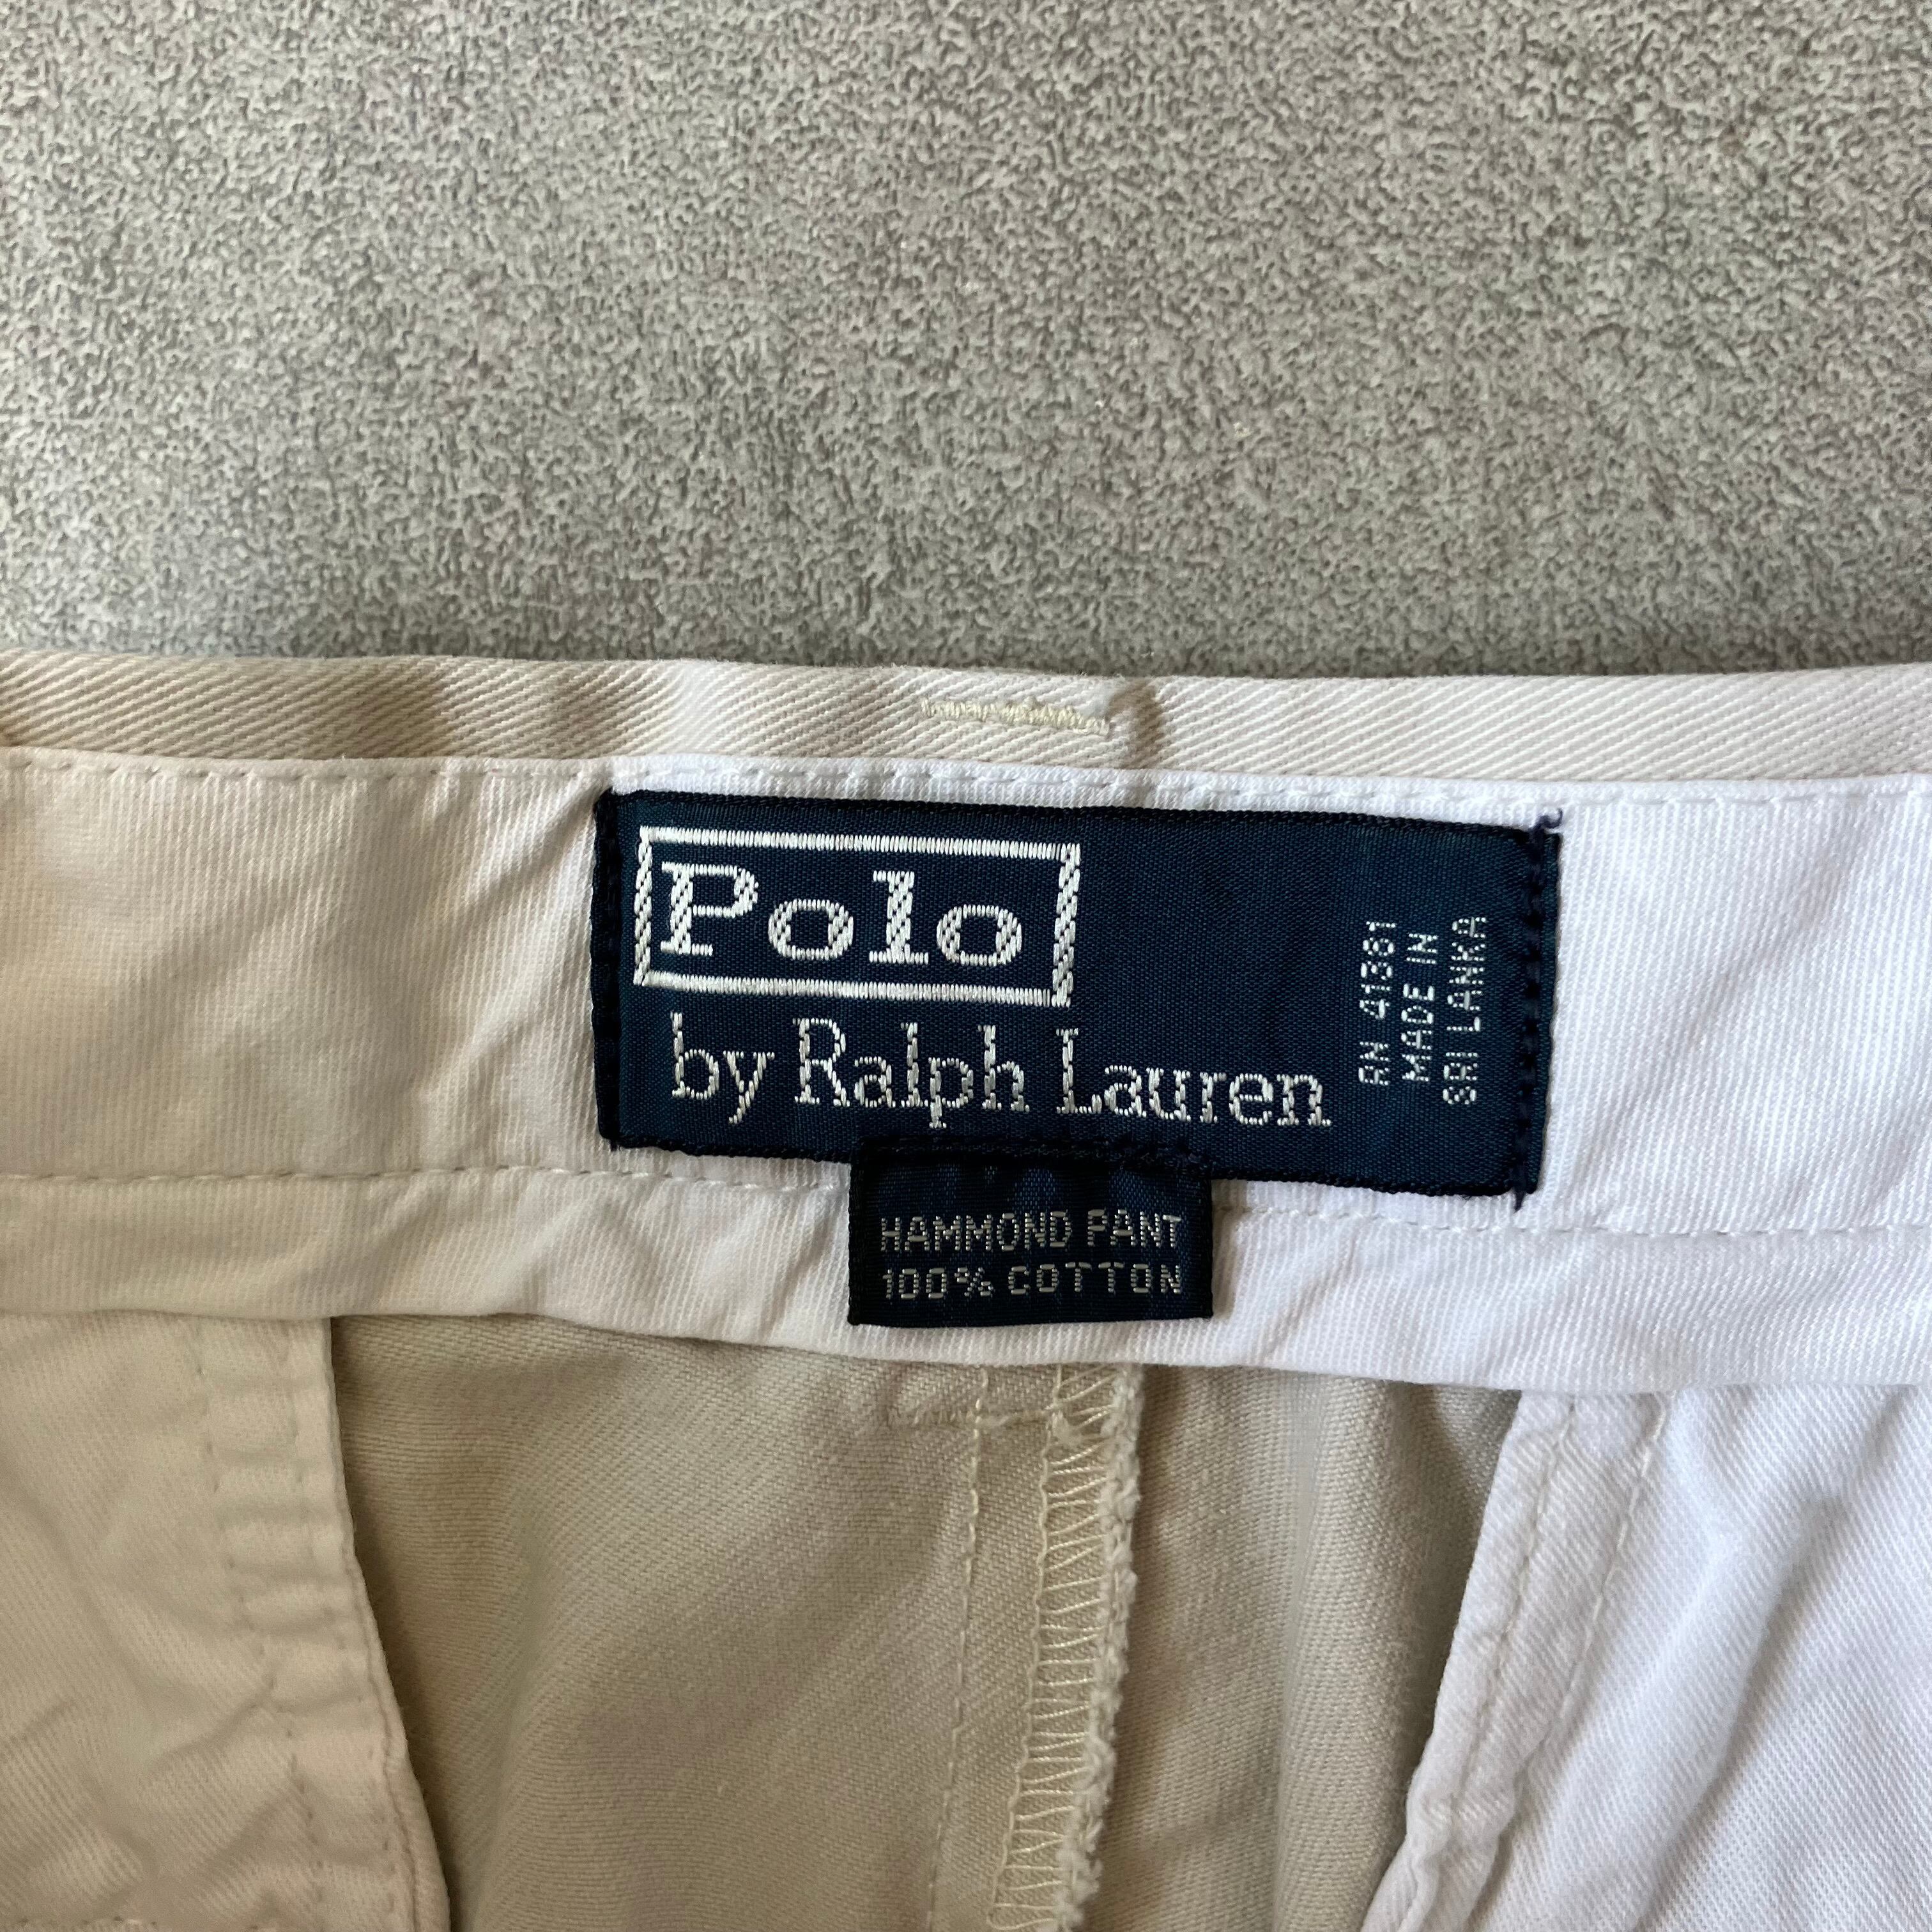 Polo
by Ralph Lauren
RN 41381
MADE IN
SRI LANKA
HAMMOND PANT
100% COTTON